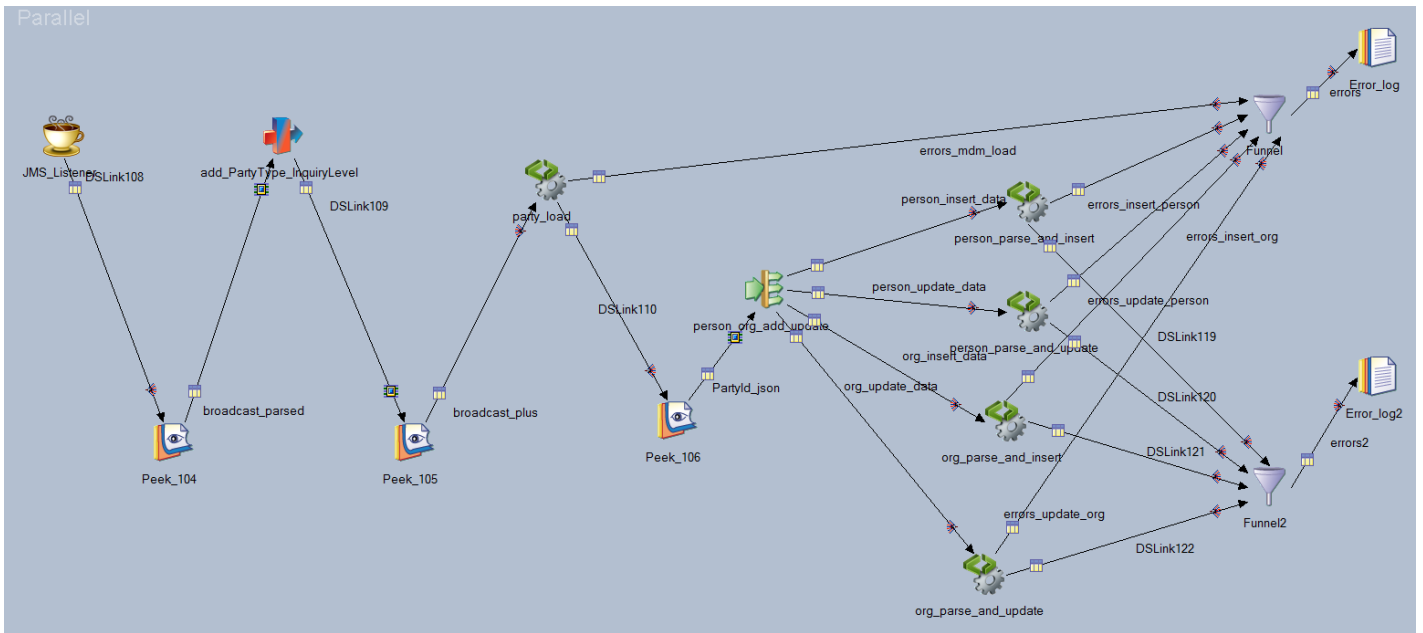 Parallel
Error_log
errors
Funnel
JMS_Listener
DSLink108
add_PartyType_InquiryLevel
errors_mdm_load
DSLink109
party_load
person_insert_data
errors_insert_person
person_parse_and_insert
errors_insert_org
person_update_data
errors_update_person
DSLink110
person_org_add_update
person_parse_and_update
DSLink119
org_insert_data
org_update_data
PartyId_json
DSLink120
Error_log2
broadcast_parsed
broadcast_plus
errors2
Peek_106
org_parse_and_insert
DSLink121
Peek_104
Peek_105
errors_update_org
Funnel2
DSLink122
org_parse_and_update